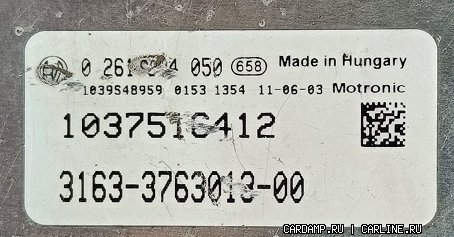 0 261 050 658 Made in Hungary
1039S48959 0153 1354 11-06-03 Motronic
3163-3763013-00
CARDAMP.RU | CARLINE.RU